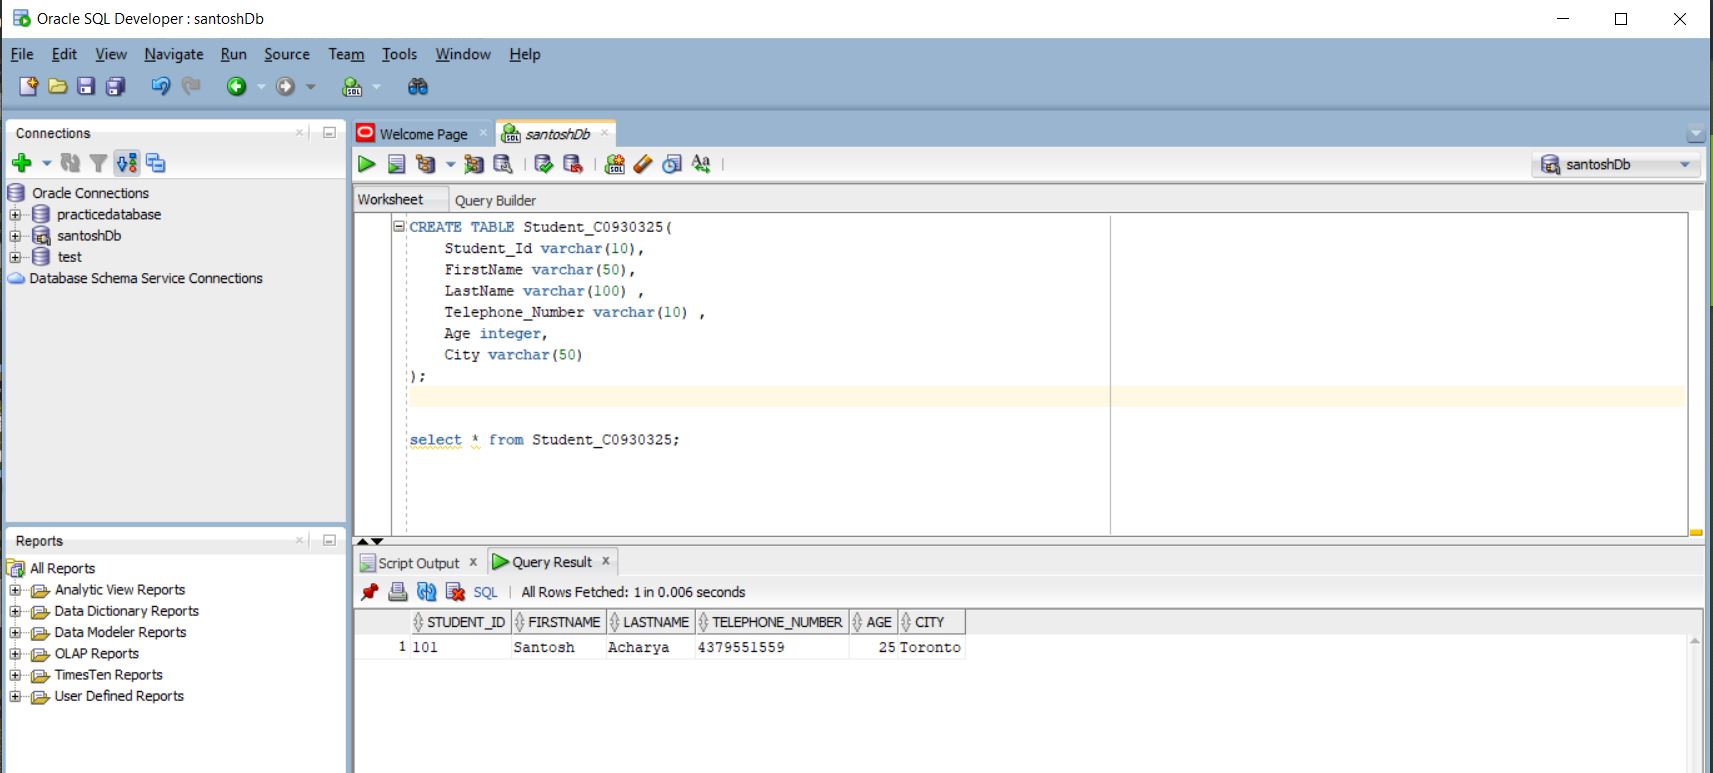 Oracle SQL Developer : santoshDb
File Edit View Navigate Run Source Team Tools Window Help
SQL
Connections
Oracle Connections
practicedatabase
santoshDb
test
Database Schema Service Connections
Welcome Page
SQL santoshDb
SQL Aa
santoshDb
Worksheet Query Builder
CREATE TABLE Student_C0930325(
Student_Id varchar(10),
FirstName varchar(50),
LastName varchar(100) ,
Telephone_Number varchar(10) ,
Age integer,
City varchar(50)
);
select * from Student_C0930325;
Reports
All Reports
Analytic View Reports
Data Dictionary Reports
Data Modeler Reports
OLAP Reports
TimesTen Reports
User Defined Reports
Script Output x Query Result x
SQL | All Rows Fetched: 1 in 0.006 seconds
STUDENT_ID FIRSTNAME LASTNAME TELEPHONE_NUMBER AGE CITY
1 101 Santosh Acharya 4379551559 25 Toronto